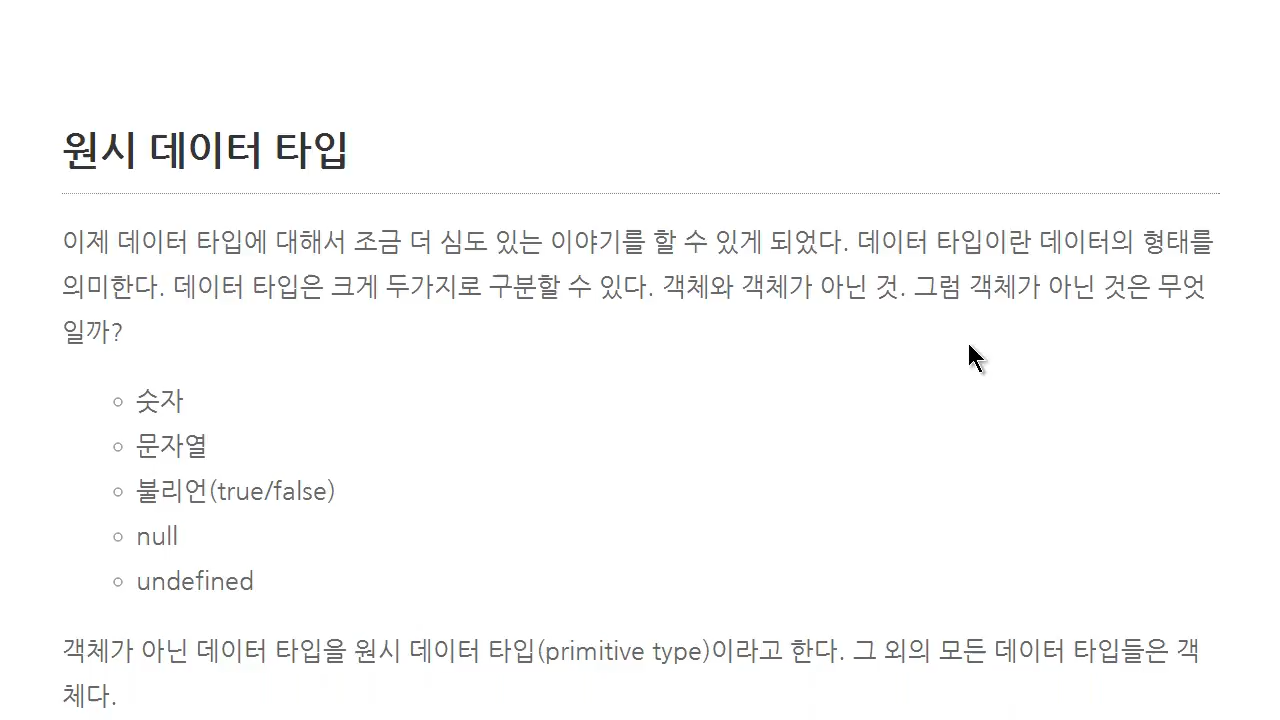 원시 데이터 타입
이제 데이터 타입에 대해서 조금 더 심도 있는 이야기를 할 수 있게 되었다. 데이터 타입이란 데이터의 형태를
의미한다. 데이터 타입은 크게 두가지로 구분할 수 있다. 객체와 객체가 아닌 것. 그럼 객체가 아닌 것은 무엇
일까?
숫자
문자열
불리언(true/false)
null
undefined
객체가 아닌 데이터 타입을 원시 데이터 타입(primitive type)이라고 한다. 그 외의 모든 데이터 타입들은 객
체다.